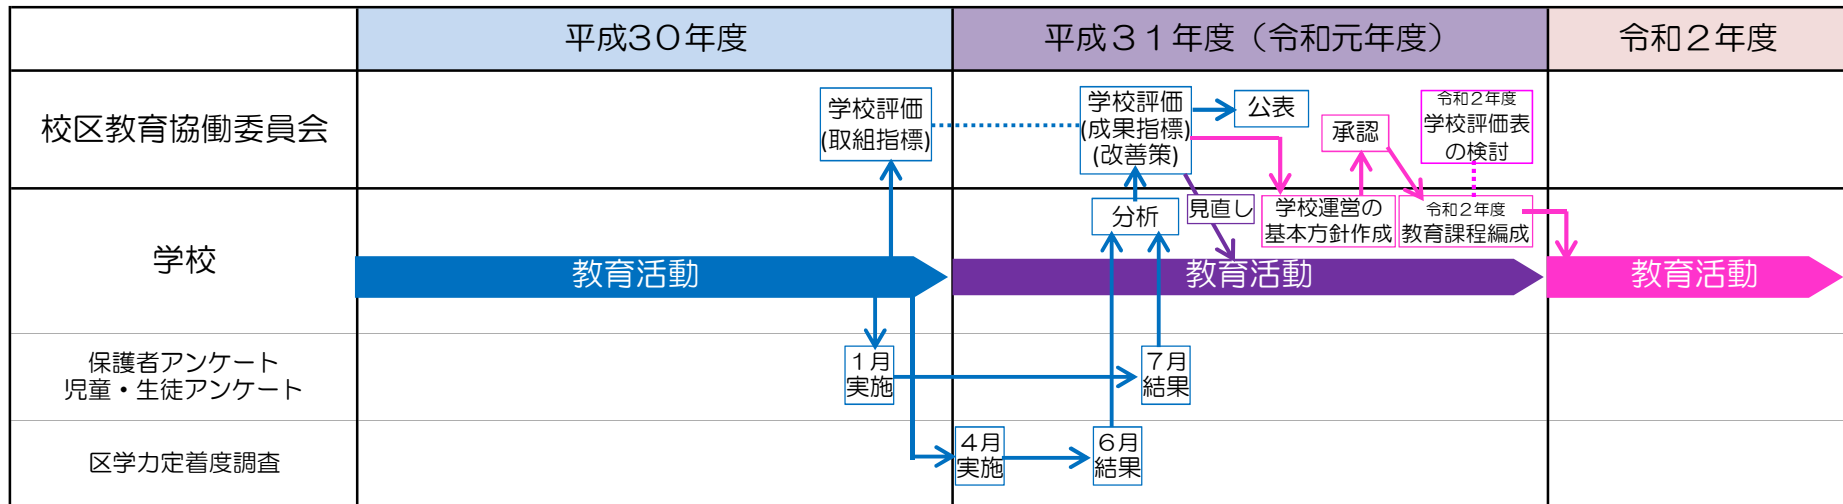 平成３０年度
平成３１年度（令和元年度）
令和２年度
校区教育協働委員会
学校評価
(取組指標)
学校評価
(成果指標)
(改善策)
公表
承認
令和２年度
学校評価表
の検討
学校
分析
見直し
学校運営の
基本方針作成
令和２年度
教育課程編成
教育活動
教育活動
教育活動
保護者アンケート
児童・生徒アンケート
１月
実施
７月
結果
区学力定着度調査
４月
実施
６月
結果